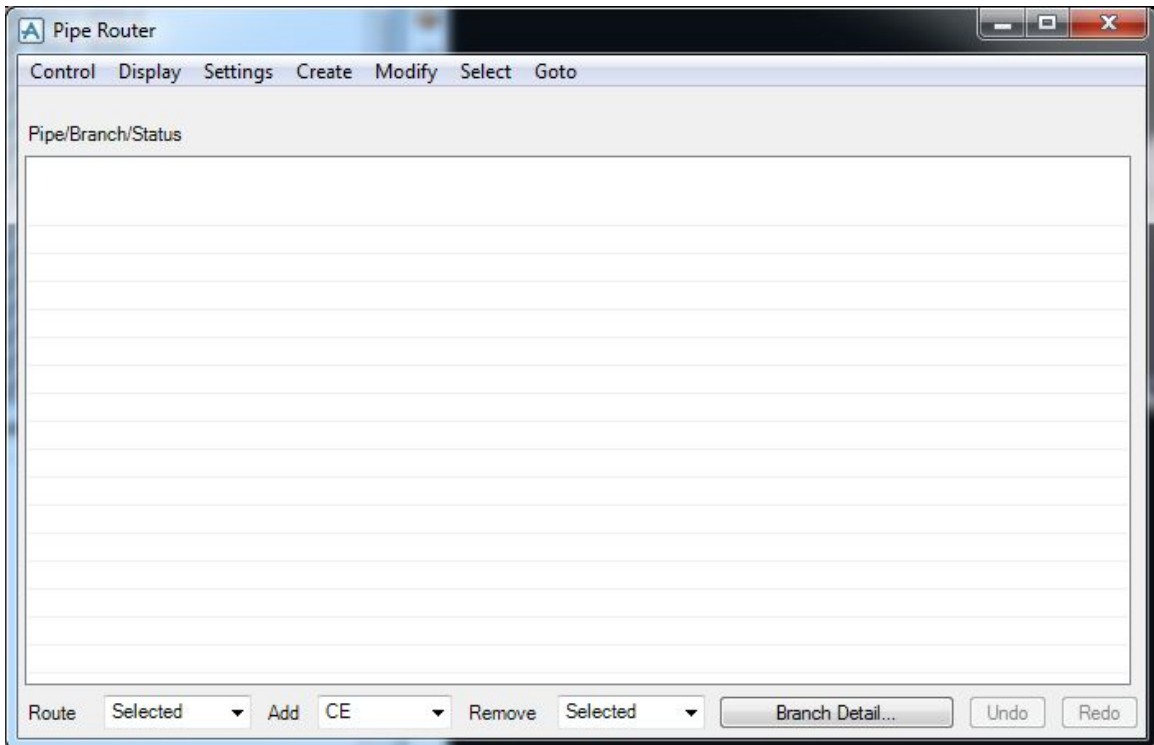 Pipe Router
Control Display Settings Create Modify Select Goto
Pipe/Branch/Status
Route Selected Add CE Remove Selected Branch Detail... Undo Redo